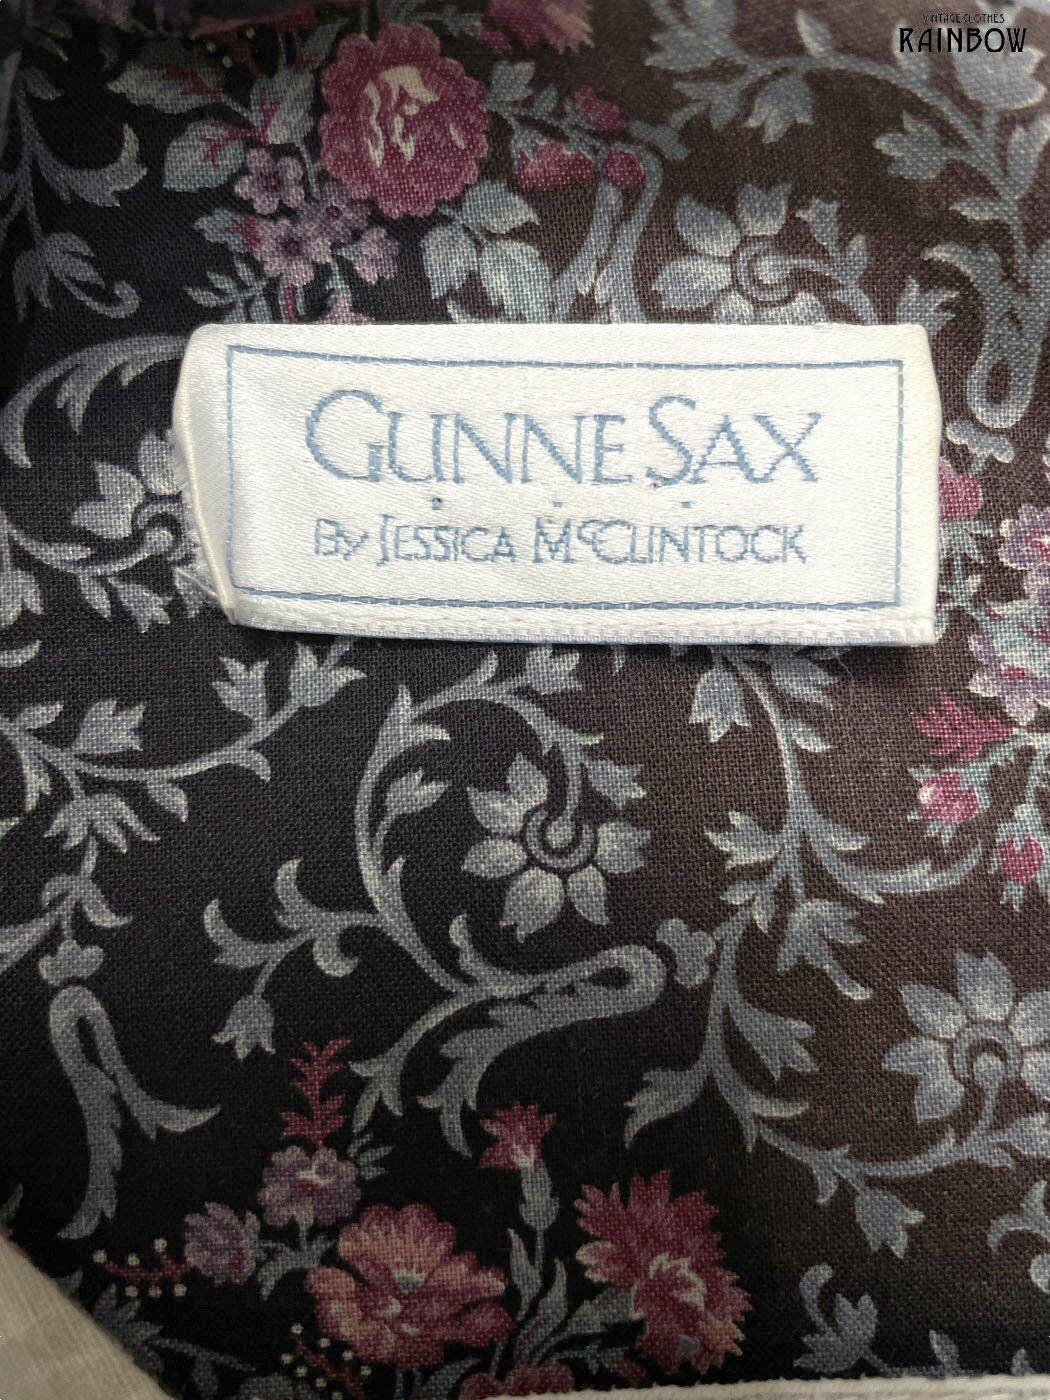 VINTAGE CLOTHES
RAINBOW
GUNNE SAX
By JESSICA McCLINTOCK